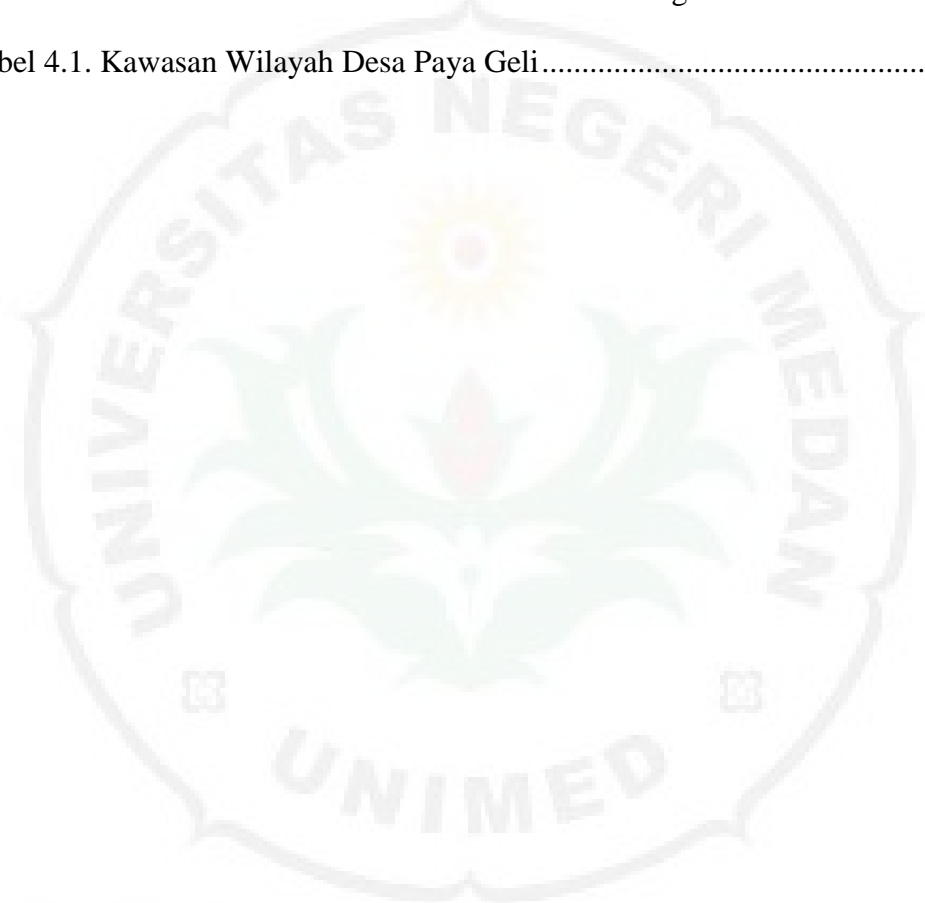 bel 4.1. Kawasan Wilayah Desa Paya Geli................................................
UNIVERSITAS NEGERI MEDAN
UNIMED